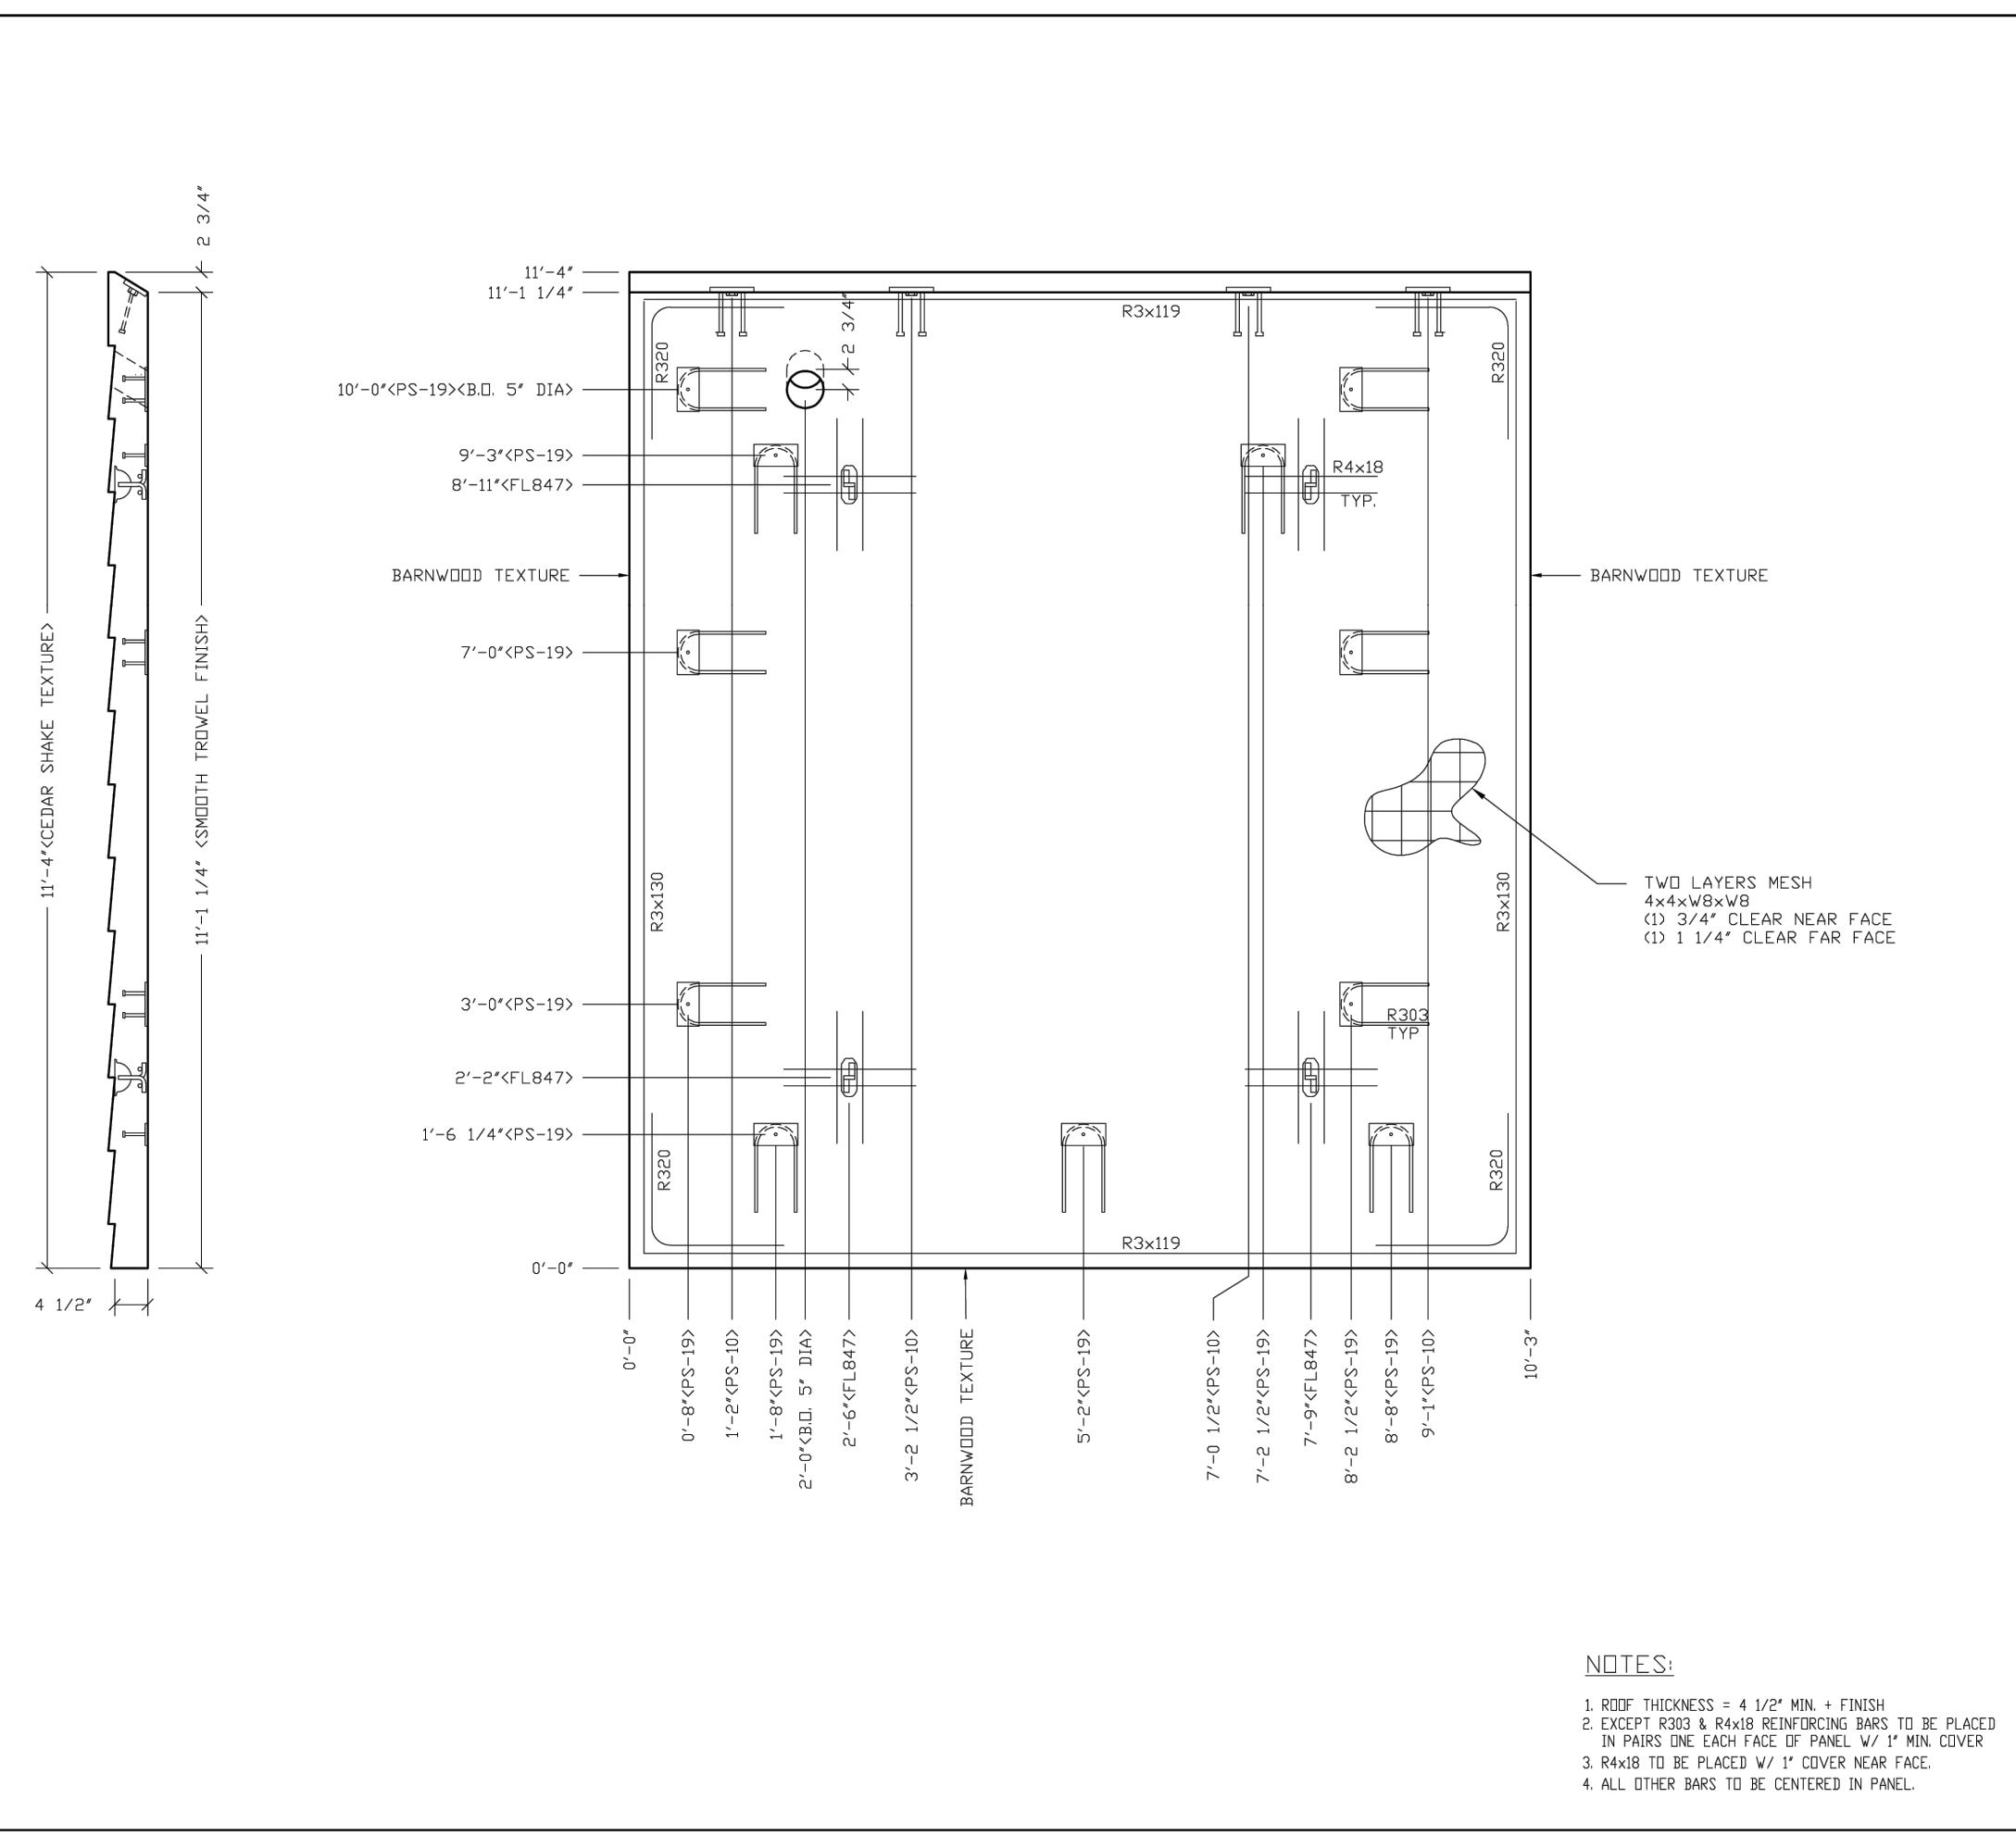 2 3/4"
11'-4"<CEDAR SHAKE TEXTURE>
11'-1 1/4" <SMOOTH TROWEL FINISH>
4 1/2"
11'-4"
11'-1 1/4"
10'-0"<PS-19><B.O. 5" DIA>
9'-3"<PS-19>
8'-11"<FL847>
BARNWOOD TEXTURE
7'-0"<PS-19>
3'-0"<PS-19>
2'-2"<FL847>
1'-6 1/4"<PS-19>
0'-0"
R3x119
R320
2 3/4"
R320
R4x18
TYP.
BARNWOOD TEXTURE
R3x130
R3x130
TWO LAYERS MESH
4x4xW8xW8
(1) 3/4" CLEAR NEAR FACE
(1) 1 1/4" CLEAR FAR FACE
R303
TYP
R320
R320
R3x119
0'-0"
0'-8"<PS-19>
1'-2"<PS-10>
1'-8"<PS-19>
2'-0"<B.O. 5" DIA>
2'-6"<FL847>
3'-2 1/2"<PS-10>
BARNWOOD TEXTURE
5'-2"<PS-19>
7'-0 1/2"<PS-10>
7'-2 1/2"<PS-19>
7'-9"<FL847>
8'-2 1/2"<PS-19>
8'-8"<PS-19>
9'-1"<PS-10>
10'-3"
NOTES:
1. ROOF THICKNESS = 4 1/2" MIN. + FINISH
2. EXCEPT R303 & R4x18 REINFORCING BARS TO BE PLACED
IN PAIRS ONE EACH FACE OF PANEL W/ 1" MIN. COVER
3. R4x18 TO BE PLACED W/ 1" COVER NEAR FACE.
4. ALL OTHER BARS TO BE CENTERED IN PANEL.